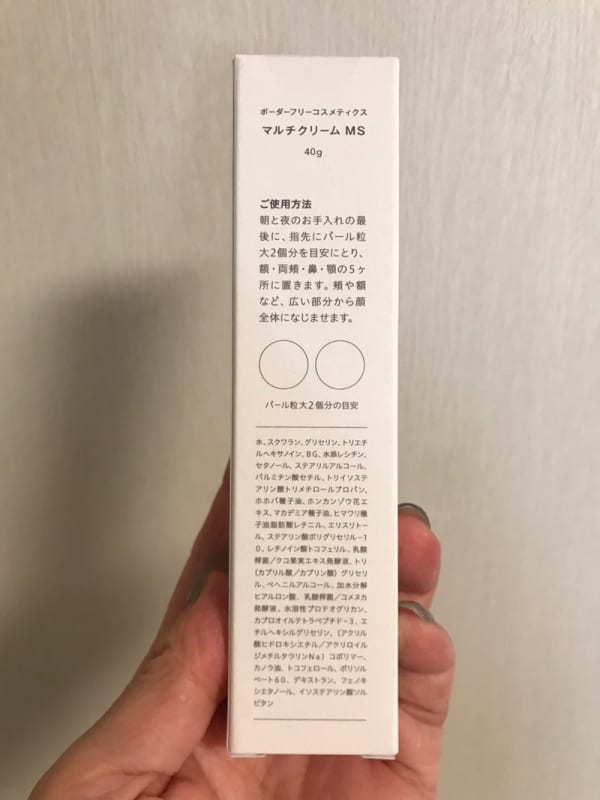 ボーダーフリーコスメティクス
マルチクリーム MS
40g
ご使用方法
朝と夜のお手入れの最
後に、指先にパール粒
大2個分を目安にとり、
額・両頬・鼻・顎の5ヶ
所に置きます。頬や額
など、広い部分から顔
全体になじませます。
パール粒大2個分の目安
水、スクワラン、グリセリン、トリエチ
ルヘキサノイン、BG、水添レシチン、
セタノール、ステアリルアルコール、
パルミチン酸セチル、トリイソステ
アリン酸トリメチロールプロパン、
ホホバ種子油、ホンカンゾウ花エ
キス、マカデミア種子油、ヒマワリ種
子油脂肪酸レチニル、エリスリトー
ル、ステアリン酸ポリグリセリル-1
0、レチノイン酸トコフェリル、乳酸
桿菌/クコ果実エキス発酵液、トリ
(カプリル酸/カプリン酸)グリセリ
ル、ベヘニルアルコール、加水分解
ヒアルロン酸、乳酸桿菌/コメヌカ
発酵液、水溶性プロテオグリカン、
カプロオイルテトラペプチド-3、エ
チルヘキシルグリセリン、(アクリル
酸ヒドロキシエチル/アクリロイル
ジメチルタウリンNa)コポリマー、
カノラ油、トコフェロール、ポリソル
ベート60、デキストラン、フェノキ
シエタノール、イソステアリン酸ソル
ビタン